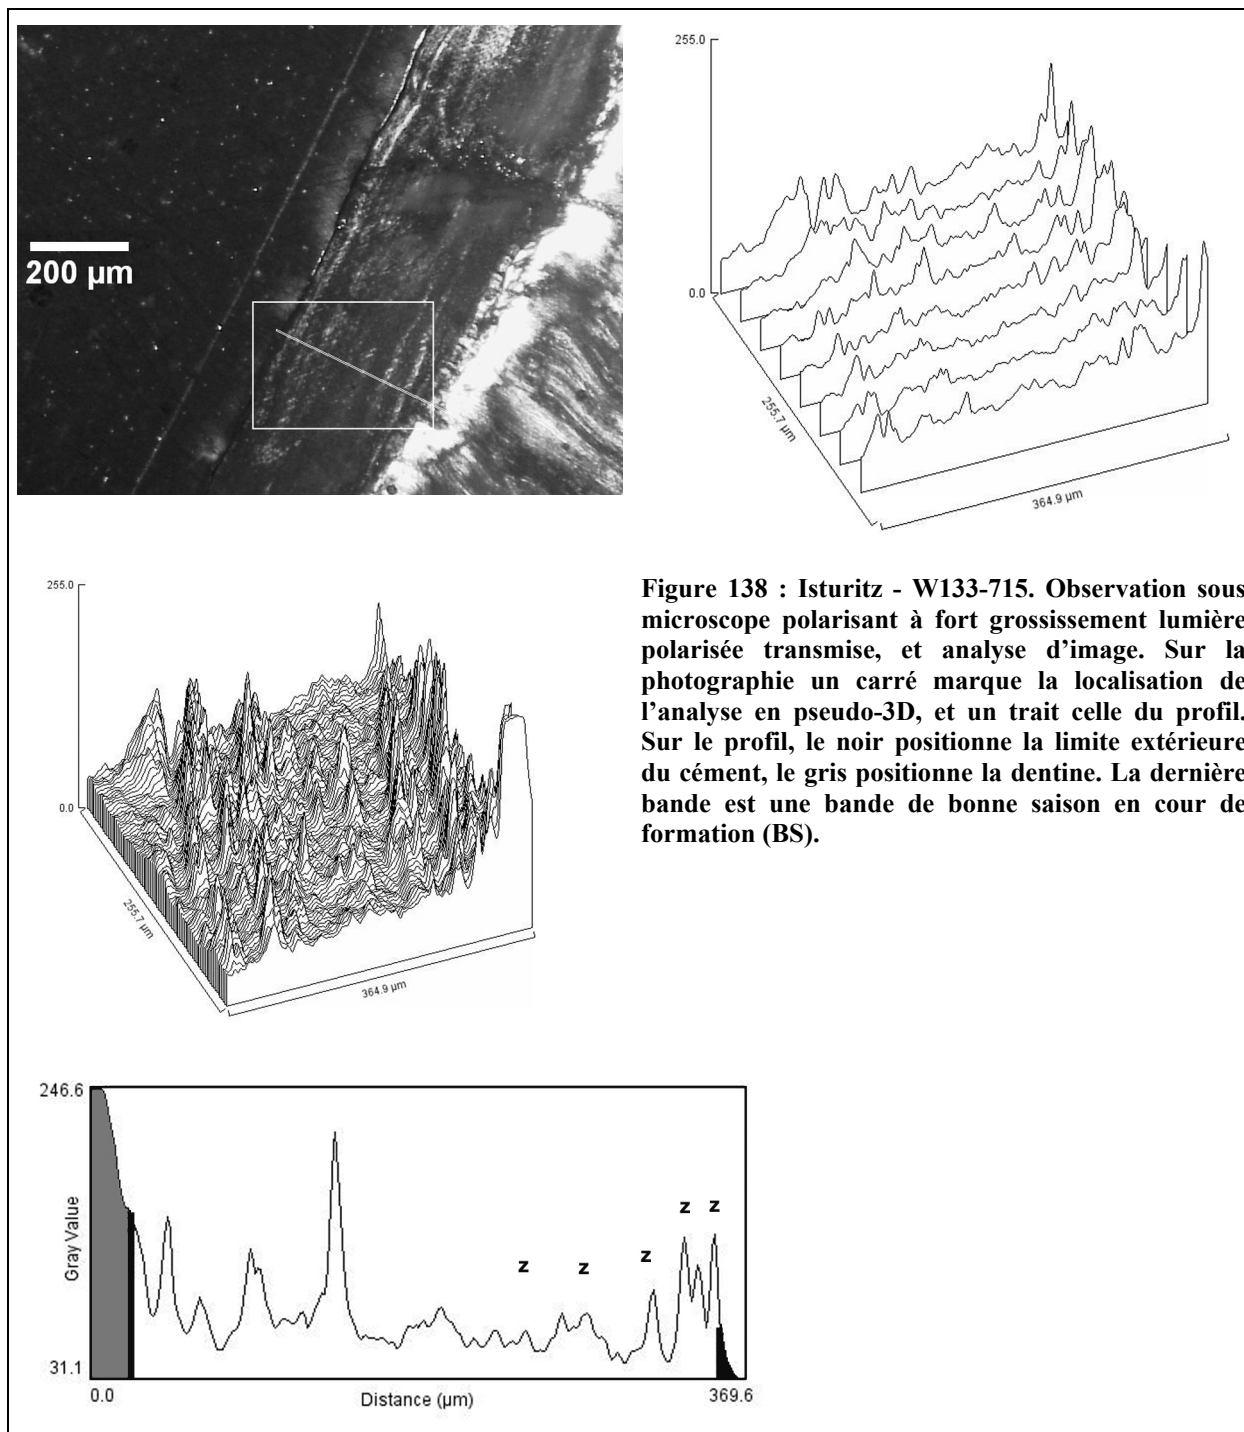 200 µm
255.0
0.0
255.7 µm
364.9 µm
255.0
0.0
255.7 µm
364.9 µm
Figure 138 : Isturitz - W133-715. Observation sous
microscope polarisant à fort grossissement lumière
polarisée transmise, et analyse d’image. Sur la
photographie un carré marque la localisation de
l’analyse en pseudo-3D, et un trait celle du profil.
Sur le profil, le noir positionne la limite extérieure
du cément, le gris positionne la dentine. La dernière
bande est une bande de bonne saison en cour de
formation (BS).
246.6
Gray Value
z z z z z
31.1
0.0
Distance (µm)
369.6